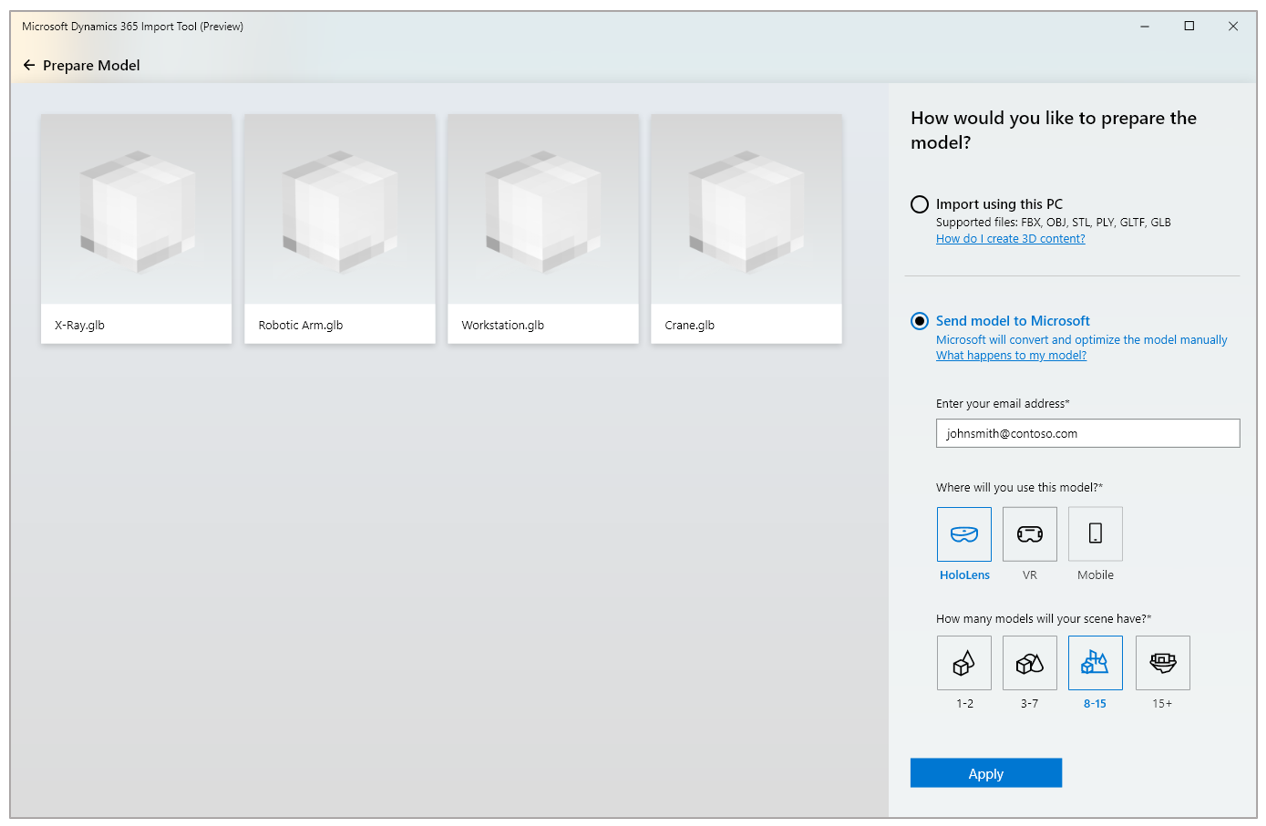 Microsoft Dynamics 365 Import Tool (Preview)
Prepare Model
X-Ray.glb
Robotic Arm.glb
Workstation.glb
Crane.glb
How would you like to prepare the
model?
Import using this PC
Supported files: FBX, OBJ, STL, PLY, GLTF, GLB
How do I create 3D content?
Send model to Microsoft
Microsoft will convert and optimize the model manually
What happens to my model?
Enter your email address*
johnsmith@contoso.com
Where will you use this model?*
HoloLens
VR
Mobile
How many models will your scene have?*
1-2
3-7
8-15
15+
Apply